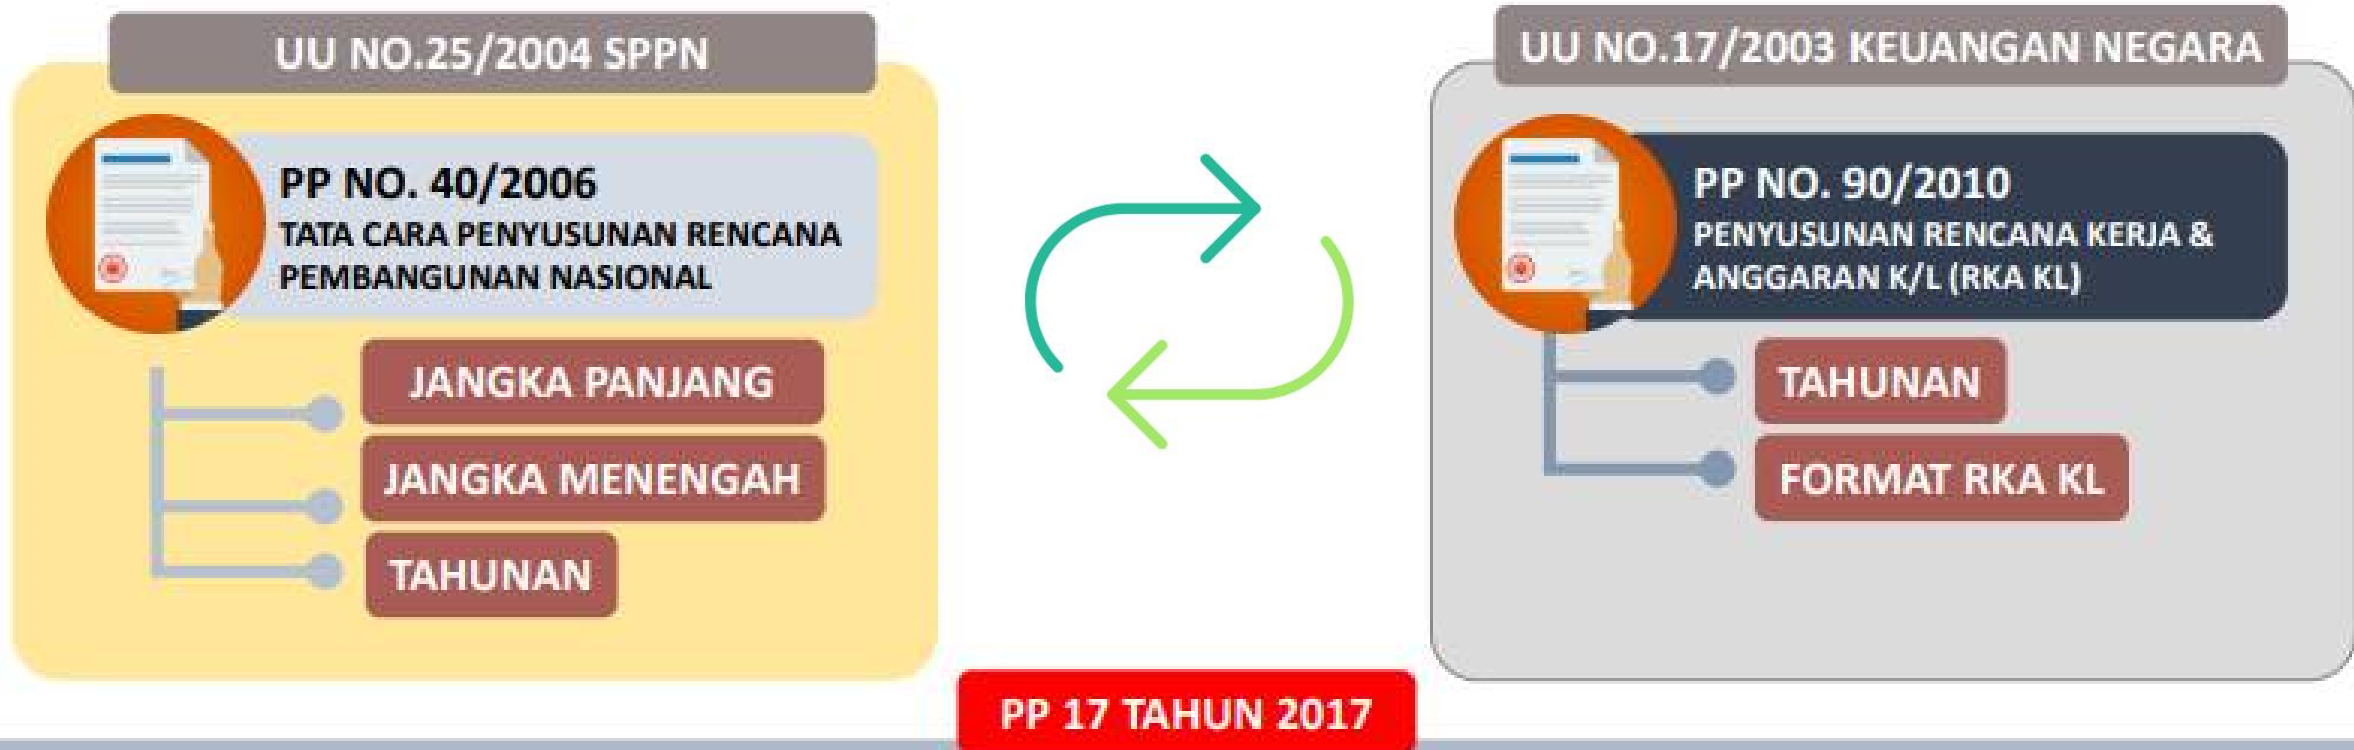 UU NO.25/2004 SPPN
PP NO. 40/2006
TATA CARA PENYUSUNAN RENCANA
PEMBANGUNAN NASIONAL
JANGKA PANJANG
JANGKA MENENGAH
TAHUNAN
UU NO.17/2003 KEUANGAN NEGARA
PP NO. 90/2010
PENYUSUNAN RENCANA KERJA &
ANGGARAN K/L (RKA KL)
TAHUNAN
FORMAT RKA KL
PP 17 TAHUN 2017